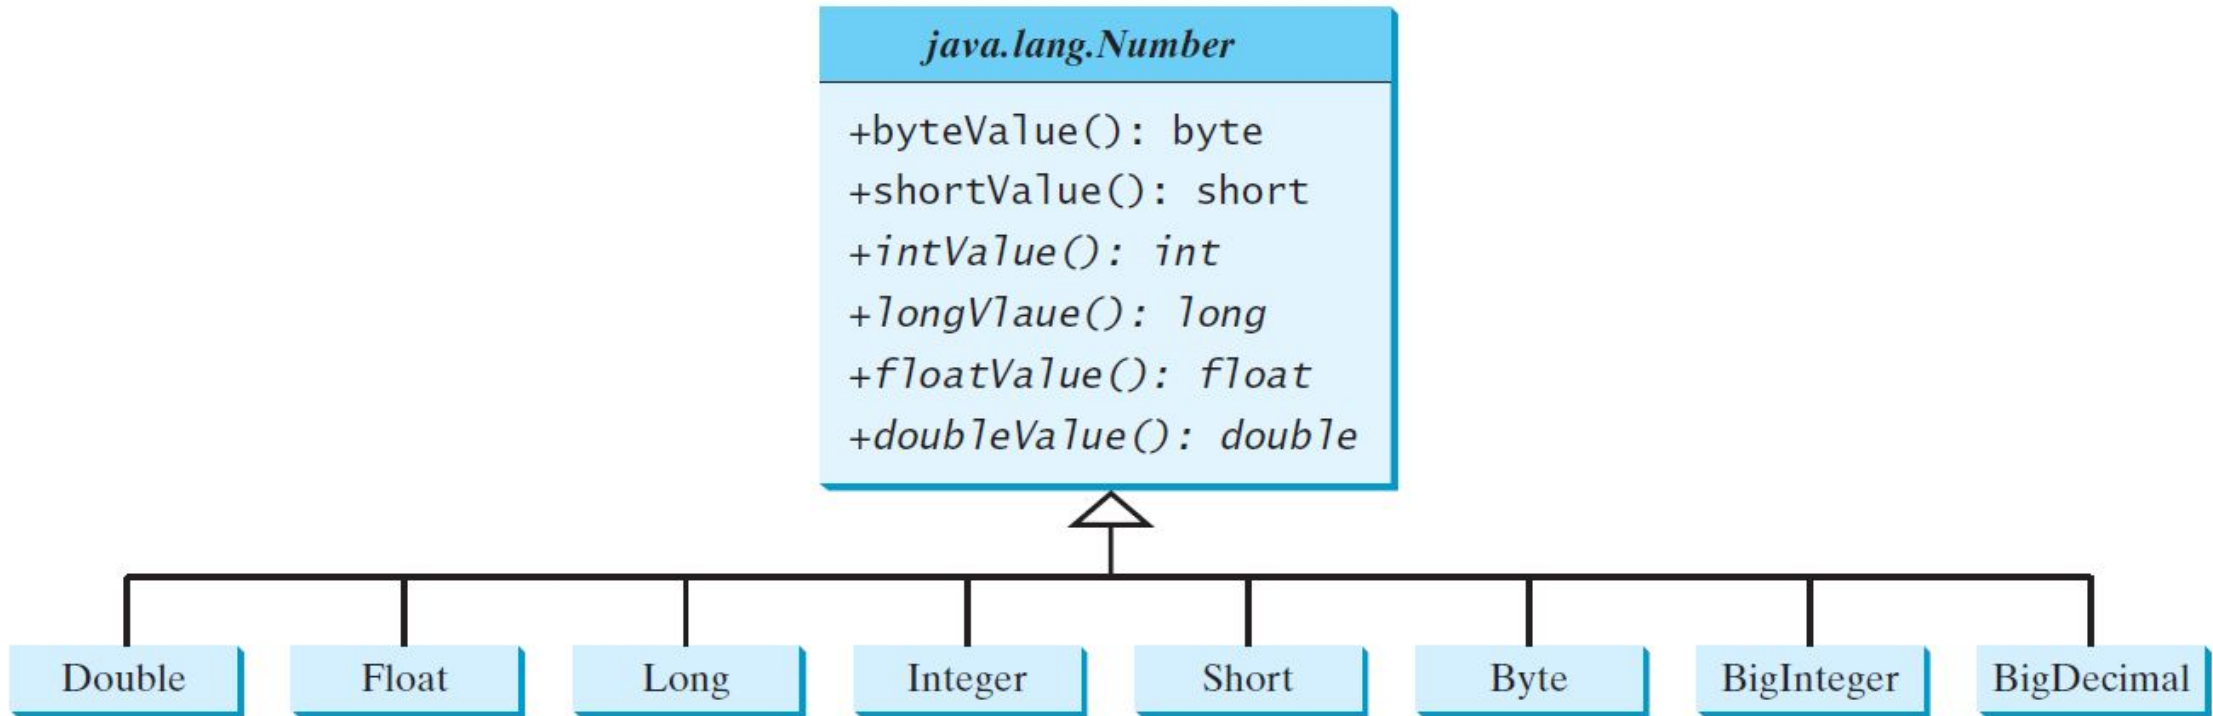 java.lang.Number
+byteValue(): byte
+shortValue(): short
+intValue(): int
+longVlaue(): long
+floatValue(): float
+doubleValue(): double
Double Float Long Integer Short Byte BigInteger BigDecimal